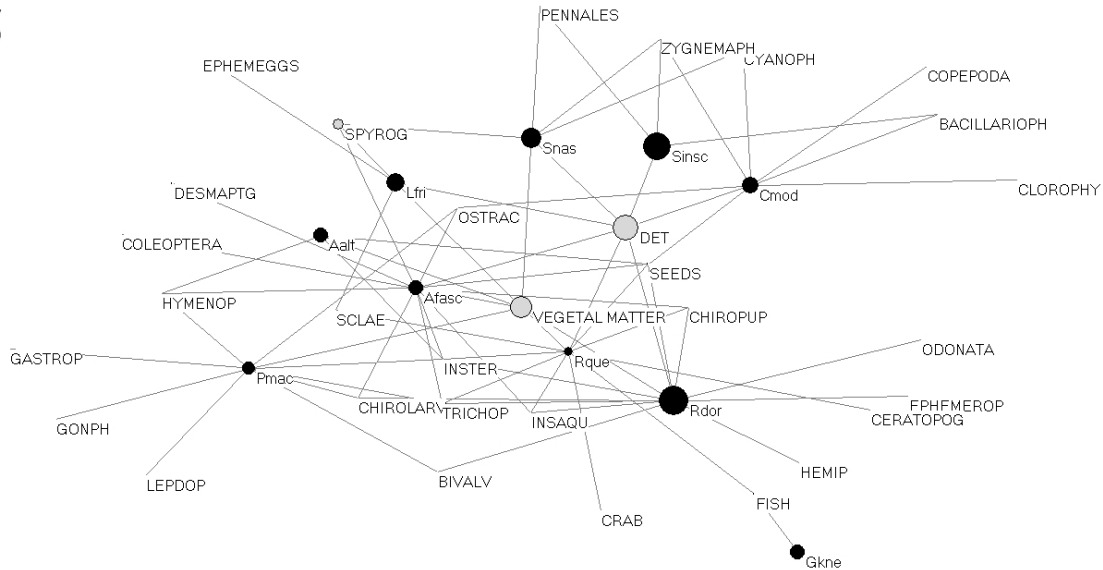 PENNALES
ZYGNEMAPH
CYANOPH
EPHEMEGGS
COPEPODA
SPYROG
BACILLARIOPH
Snas
Sinsc
DESMAPTG
Lfri
Cmod
CLOROPHY
OSTRAC
COLEOPTERA
Aalt
DET
SEEDS
HYMENOP
Afasc
SCLAE
VEGETAL MATTER
CHIROPUP
GASTROP
Pmac
INSTER
Rque
ODONATA
CHIROLARV
TRICHOP
INSAQU
Rdor
EPHEMEROP
CERATOPOG
GONPH
LEPDOP
BIVALV
HEMIP
FISH
CRAB
Gkne